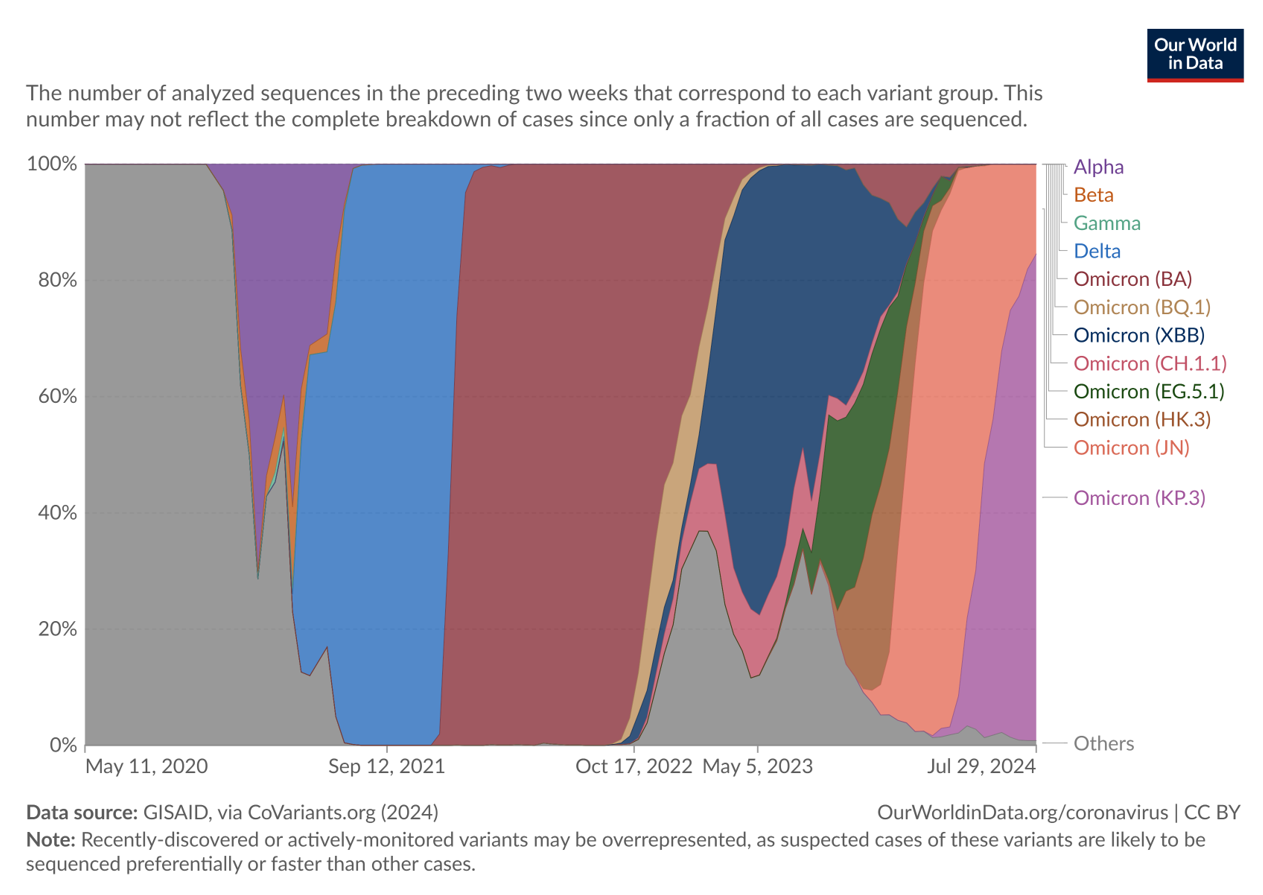 Our World
in Data
The number of analyzed sequences in the preceding two weeks that correspond to each variant group. This
number may not reflect the complete breakdown of cases since only a fraction of all cases are sequenced.
100%
80%
60%
40%
20%
0%
Alpha
Beta
Gamma
Delta
Omicron (BA)
Omicron (BQ.1)
Omicron (XBB)
Omicron (CH.1.1)
Omicron (EG.5.1)
Omicron (HK.3)
Omicron (JN)
Omicron (KP.3)
Others
May 11, 2020 Sep 12, 2021 Oct 17, 2022 May 5, 2023 Jul 29, 2024
Data source: GISAID, via CoVariants.org (2024) OurWorldinData.org/coronavirus | CC BY
Note: Recently-discovered or actively-monitored variants may be overrepresented, as suspected cases of these variants are likely to be
sequenced preferentially or faster than other cases.